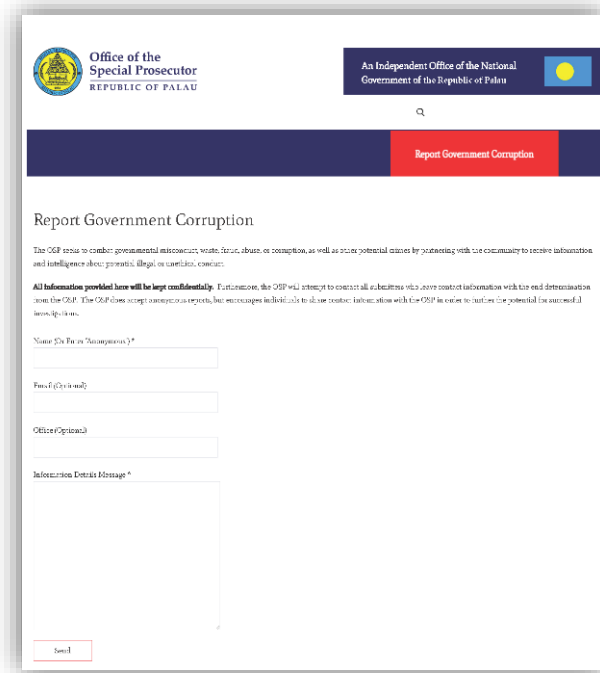 Office of the
Special Prosecutor
REPUBLIC OF PALAU
An Independent Office of the National
Government of the Republic of Palau
Report Government Corruption
Report Government Corruption
The OSP seeks to combat governmental misconduct, waste, fraud, abuse, or corruption, as well as other potential crimes by partnering with the community to receive information
and intelligence about potential illegal or unethical conduct.
All information provided here will be kept confidentially. Furthermore, the OSP will attempt to contact all submitters who leave contact information with the end determination
from the OSP. The OSP does accept anonymous reports, but encourages individuals to share contact information with the OSP in order to further the potential for successful
investigations.
Name (Or Enter "Anonymous") *
Email (Optional)
Office (Optional)
Information Details Message *
Send